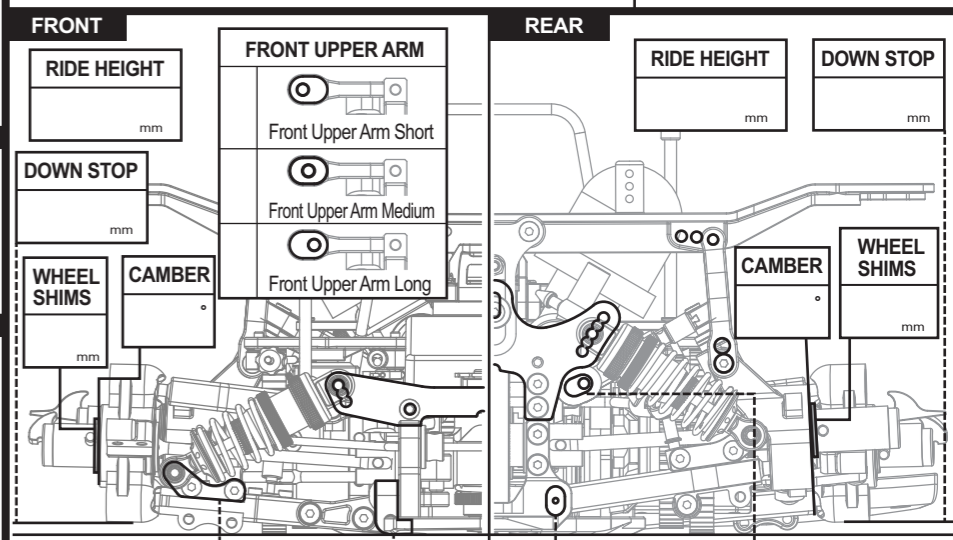 FRONT
RIDE HEIGHT
mm
DOWN STOP
mm
WHEEL
SHIMS
mm
CAMBER
°
FRONT UPPER ARM
Front Upper Arm Short
Front Upper Arm Medium
Front Upper Arm Long
REAR
RIDE HEIGHT
mm
DOWN STOP
mm
CAMBER
°
WHEEL
SHIMS
mm